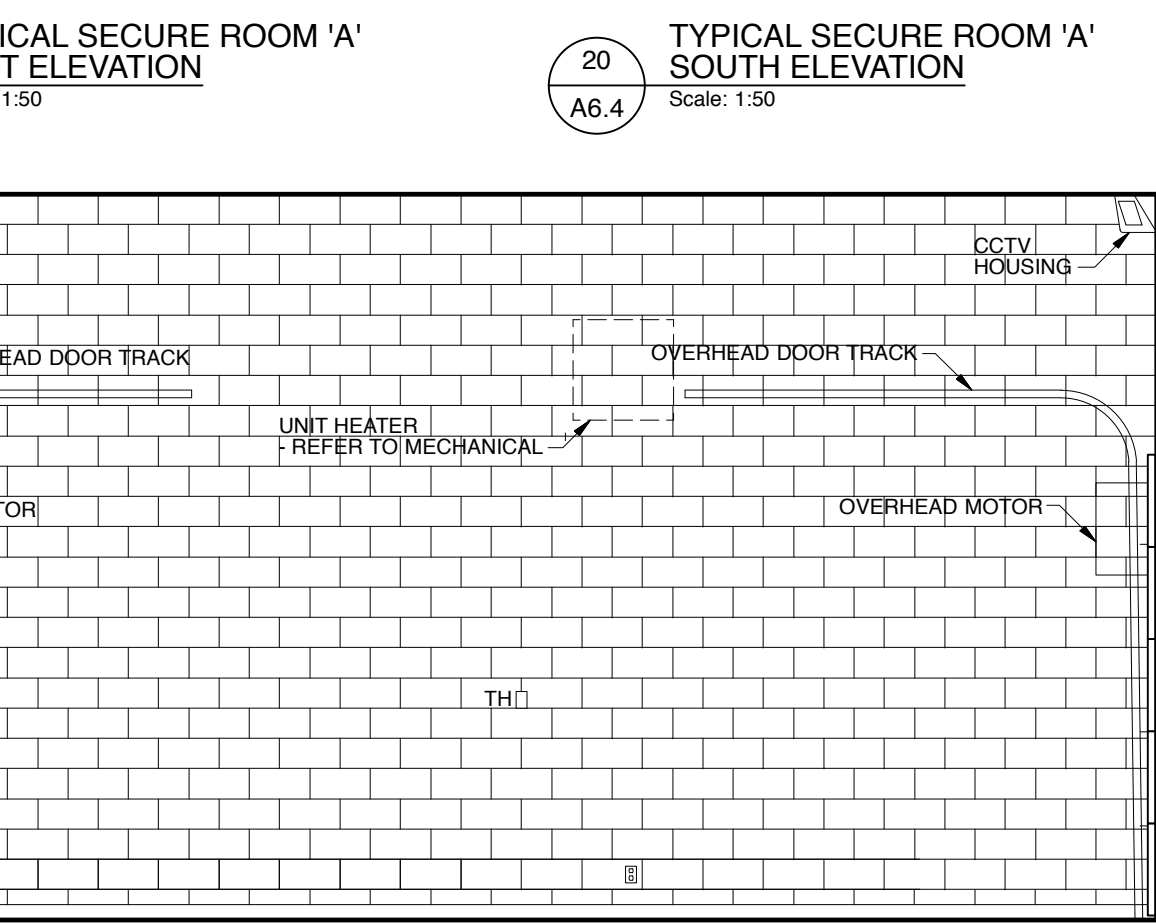 ICAL SECURE ROOM 'A'
T ELEVATION
1:50
20
A6.4
TYPICAL SECURE ROOM 'A'
SOUTH ELEVATION
Scale: 1:50
CCTV
HOUSING
EAD DOOR TRACK
OVERHEAD DOOR TRACK
UNIT HEATER
- REFER TO MECHANICAL
TOR
OVERHEAD MOTOR
TH